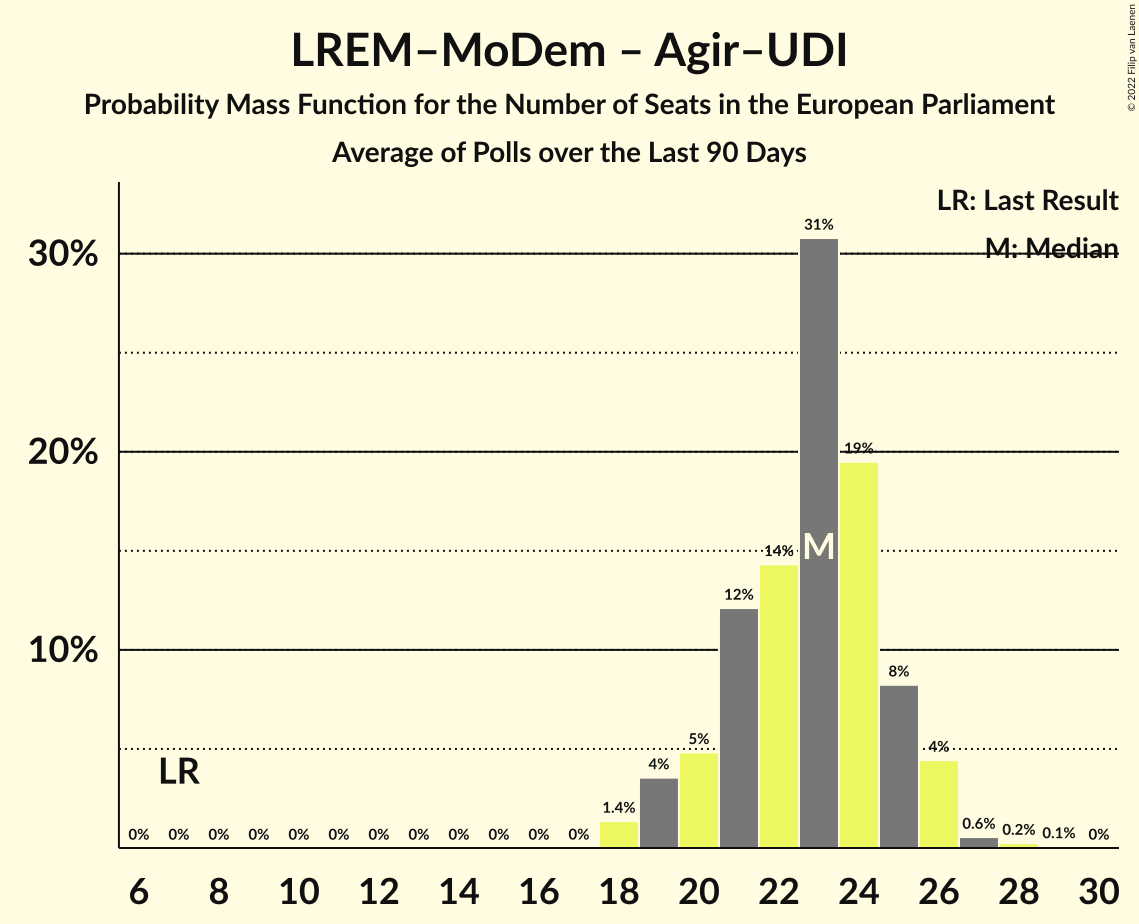 LREM–MoDem – Agir–UDI
Probability Mass Function for the Number of Seats in the European Parliament
Average of Polls over the Last 90 Days
© 2022 Filip van Laenen
LR: Last Result
M: Median
30%
20%
10%
31%
19%
14%
M
12%
8%
5%
4%
4%
LR
1.4%
0.6%
0.2%
0.1%
0%
0% 0% 0% 0% 0% 0% 0% 0% 0% 0% 0% 0%
6 8 10 12 14 16 18 20 22 24 26 28 30